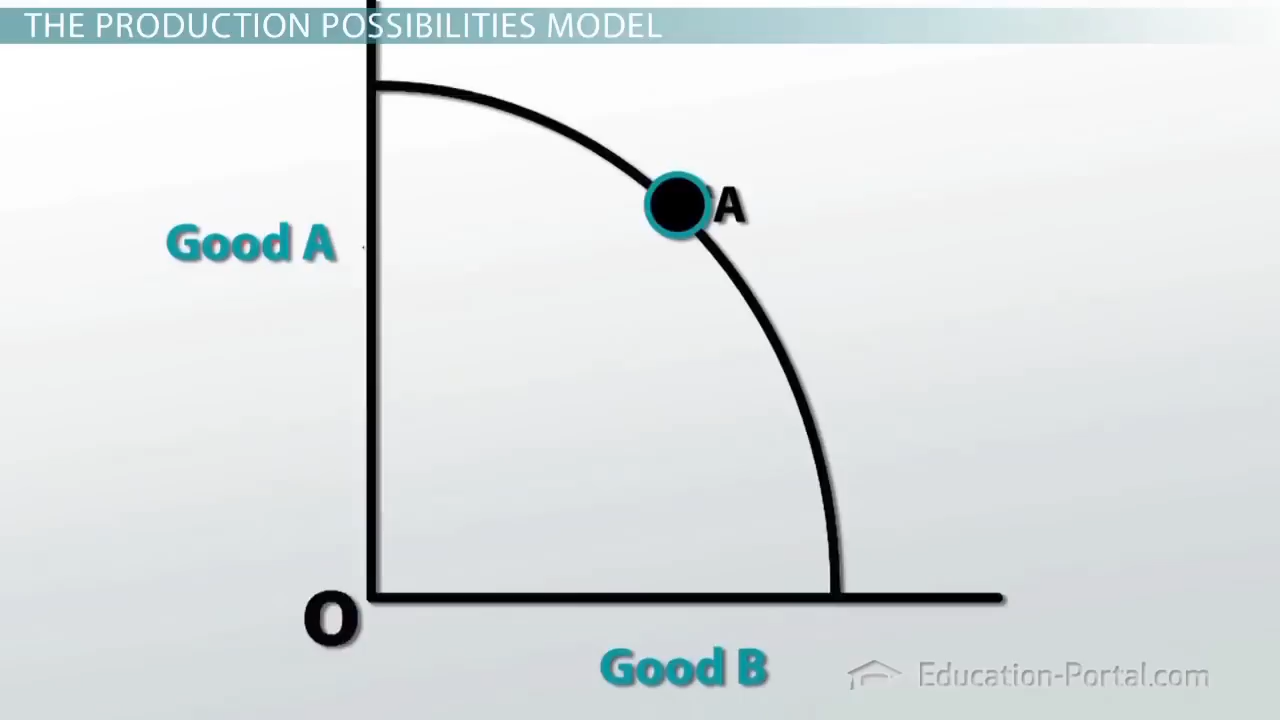 THE PRODUCTION POSSIBILITIES MODEL
A
Good A
O
Good B
Education-Portal.com